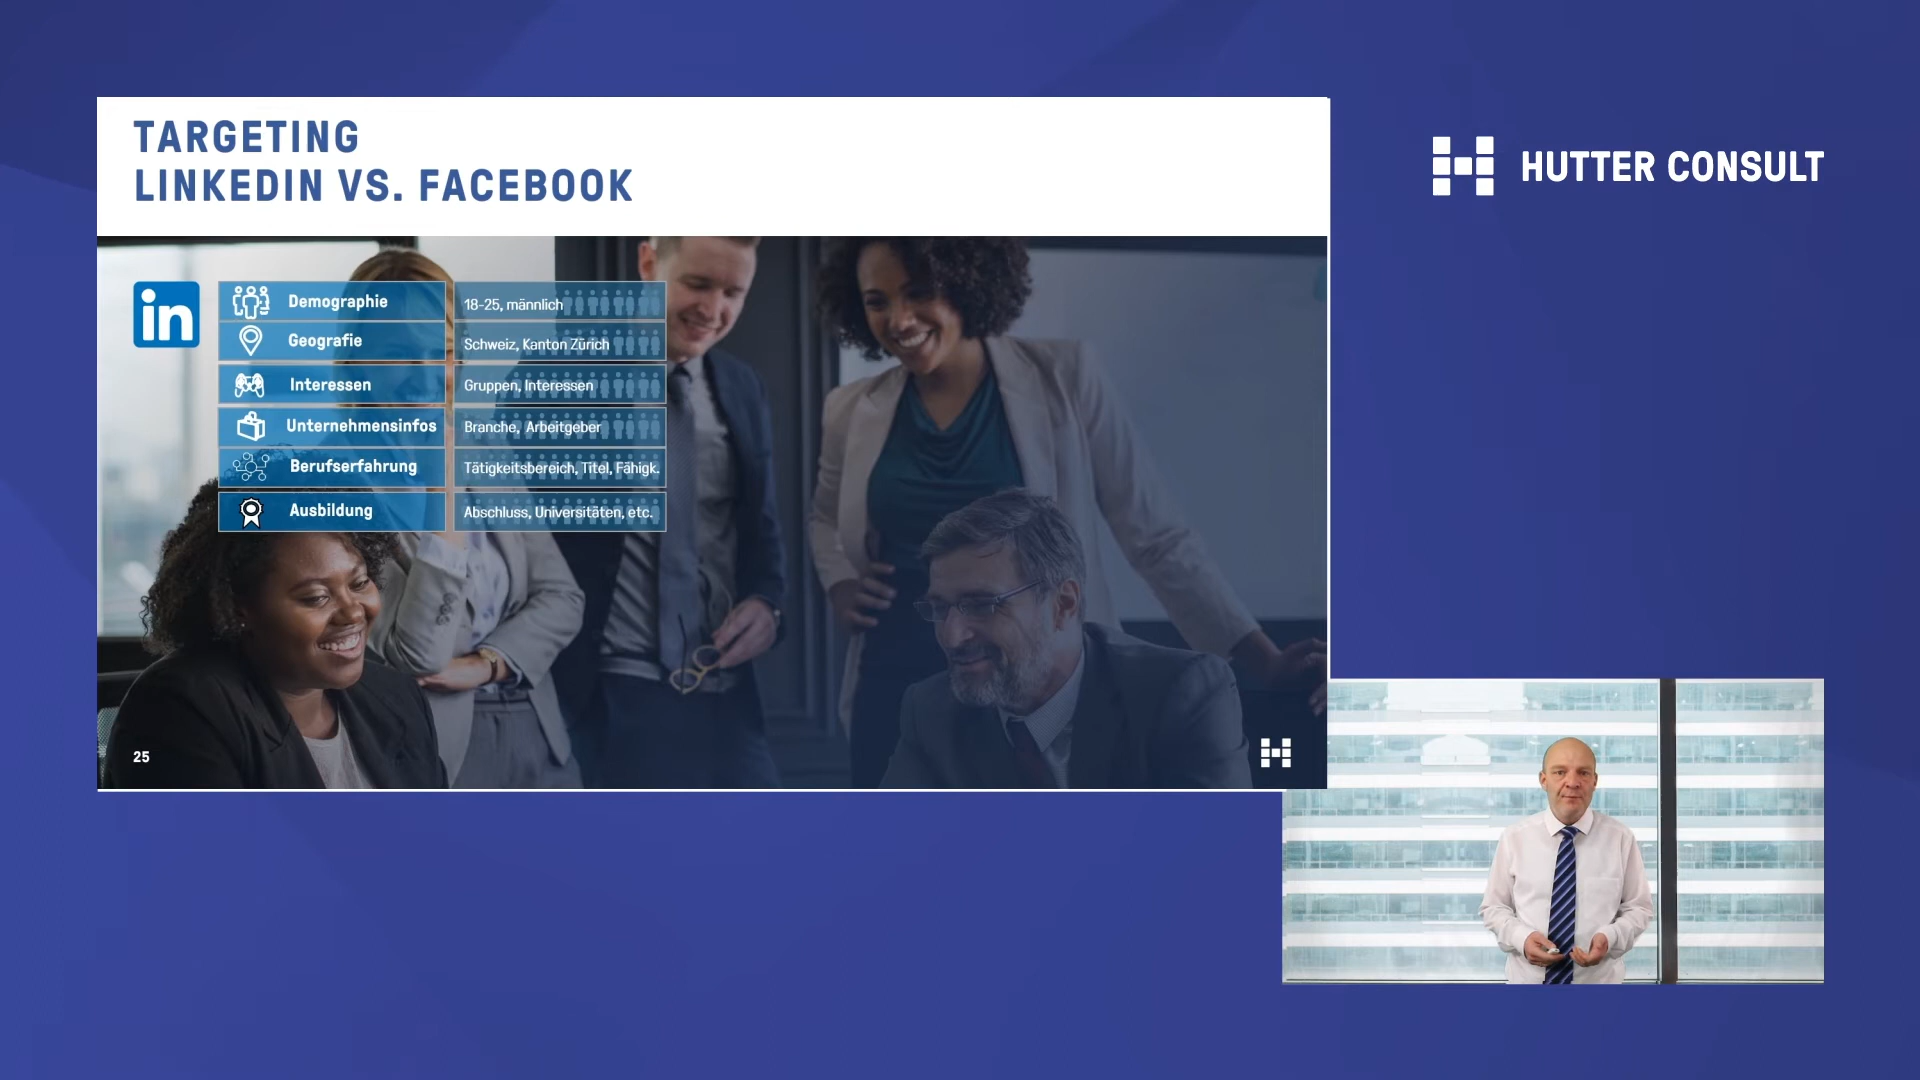 TARGETING
LINKEDIN VS. FACEBOOK
HUTTER CONSULT
in
Demographie
18-25, männlich
Geografie
Schweiz, Kanton Zürich
Interessen
Gruppen, Interessen
Unternehmensinfos
Branche, Arbeitgeber
Berufserfahrung
Tätigkeitsbereich, Titel, Fähigk.
Ausbildung
Abschluss, Universitäten, etc.
25